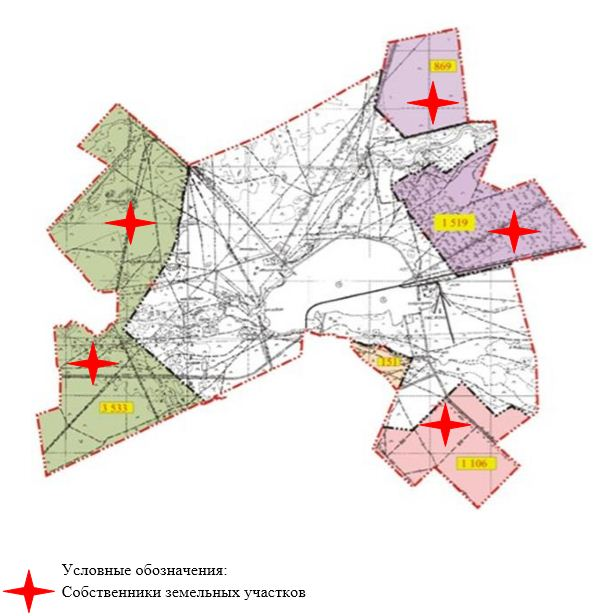 869
1 519
151
3 533
1 106
Условные обозначения:
Собственники земельных участков